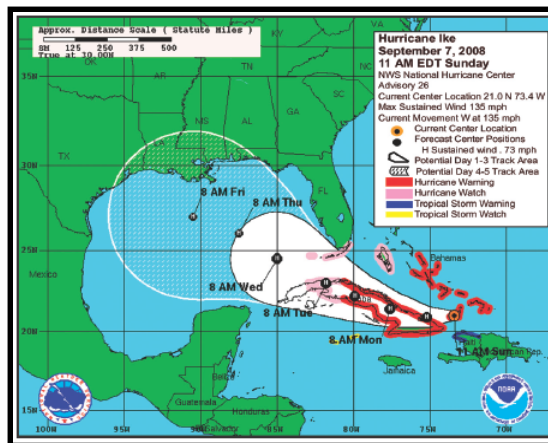 Approx. Distance Scale ( Statute Miles )
SM 125 250 375 500
True at 30.00N
Hurricane Ike
September 7, 2008
11 AM EDT Sunday
NWS National Hurricane Center
Advisory 26
Current Center Location 21.0 N 73.4 W
Max Sustained Wind 135 mph
Current Movement W at 135 mph
Current Center Location
Forecast Center Positions
H Sustained wind . 73 mph
Potential Day 1-3 Track Area
Potential Day 4-5 Track Area
Hurricane Warning
Hurricane Watch
Tropical Storm Warning
Tropical Storm Watch
OK
AR
TN
KY
VA
NC
SC
MS
AL
GA
TX
LA
FL
35N
30N
25N
20N
15N
8 AM Fri
8 AM Thu
8 AM Wed
8 AM Tue
8 AM Mon
11 AM Sun
H
H
H
H
H
H
H
Mexico
Bahamas
Haiti
Rep.
Jamaica
Belize
Guatemala
Honduras
Salvador
NOAA
95W
90W
85W
80W
75W
70W